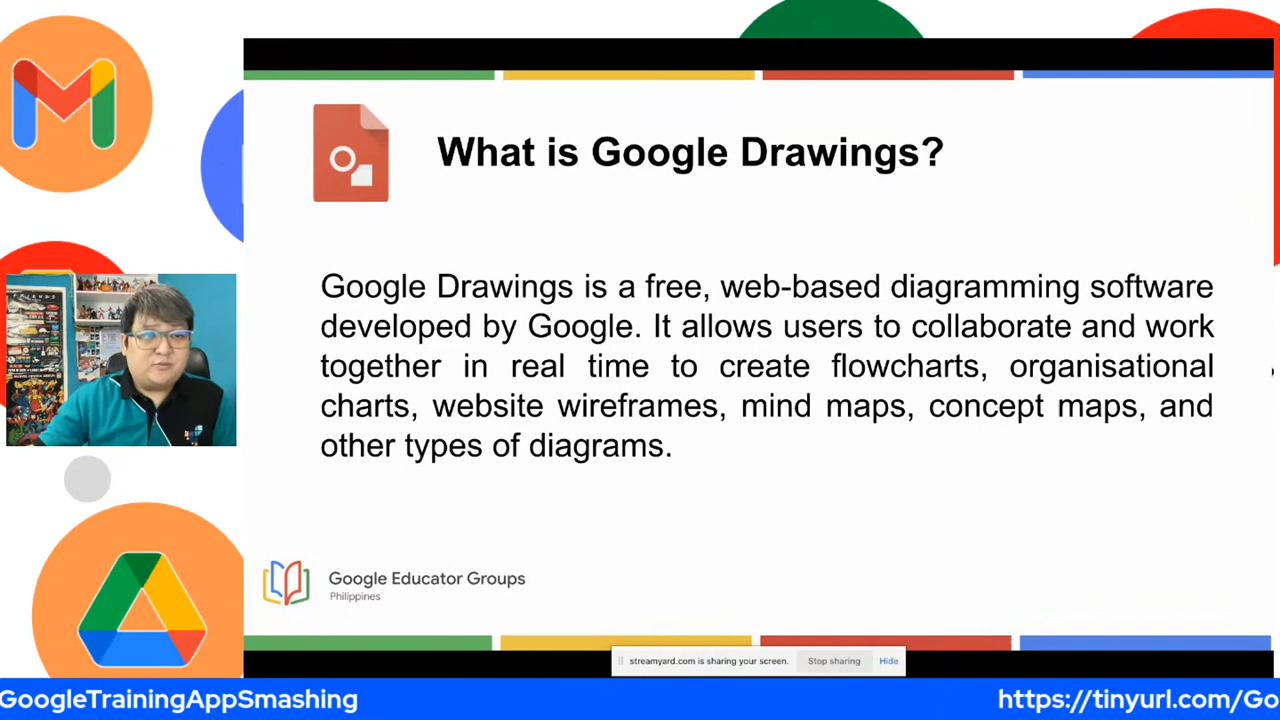 What is Google Drawings?
Google Drawings is a free, web-based diagramming software
developed by Google. It allows users to collaborate and work
together in real time to create flowcharts, organisational
charts, website wireframes, mind maps, concept maps, and
other types of diagrams.
Google Educator Groups
Philippines
streamyard.com is sharing your screen. Stop sharing Hide
GoogleTrainingAppSmashing https://tinyurl.com/Go